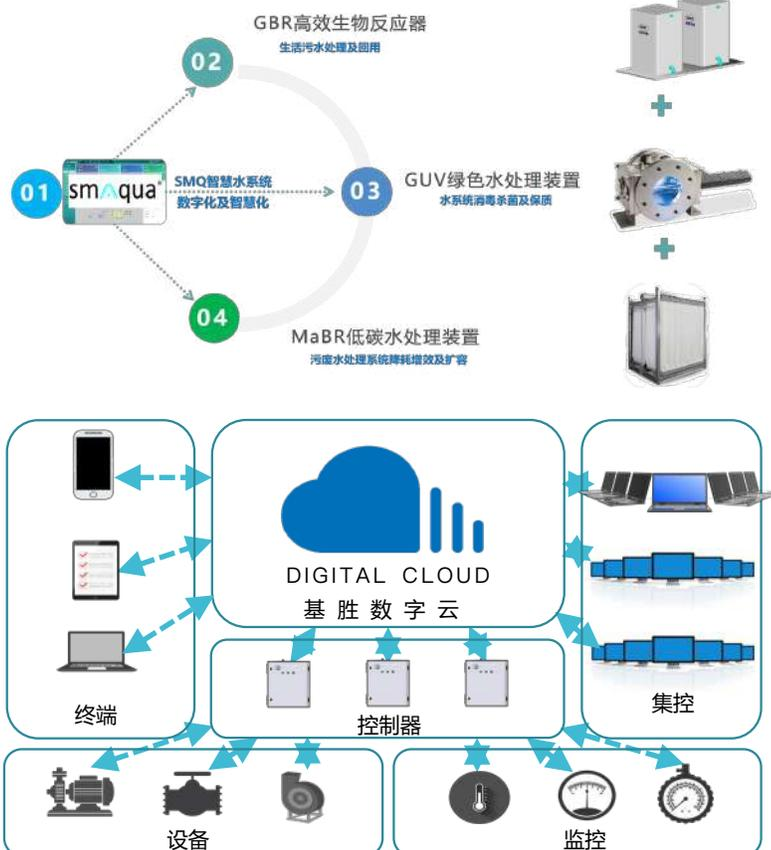 GBR高效生物反应器
生活污水处理及回用
02
01
smaqua
SMQ智慧水系统
数字化及智慧化
03
GUV绿色水处理装置
水系统消毒杀菌及保质
04
MaBR低碳水处理装置
污废水处理系统降耗增效及扩容
DIGITAL CLOUD
基胜数字云
终端
控制器
集控
设备
监控